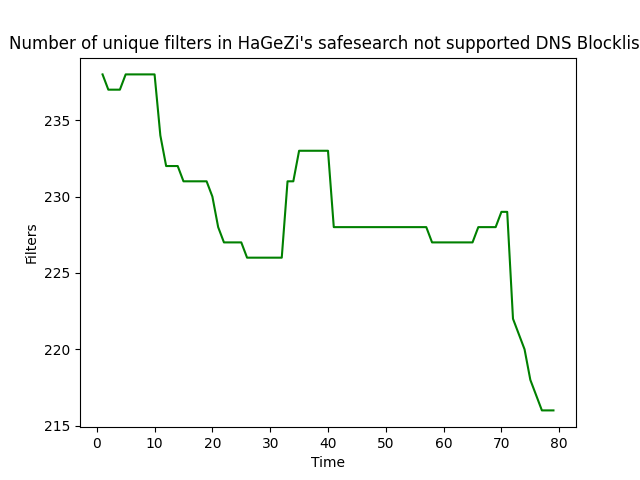 Number of unique filters in HaGeZi's safesearch not supported DNS Blocklis
235
230
225
220
215
Filters
0 10 20 30 40 50 60 70 80
Time